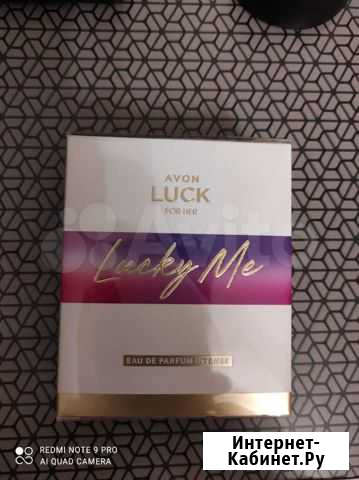 AVON
LUCK
FOR HER
Avito
Lucky Me
EAU DE PARFUM INTENSE
REDMI NOTE 9 PRO
AI QUAD CAMERA
Интернет-
Кабинет.Ру